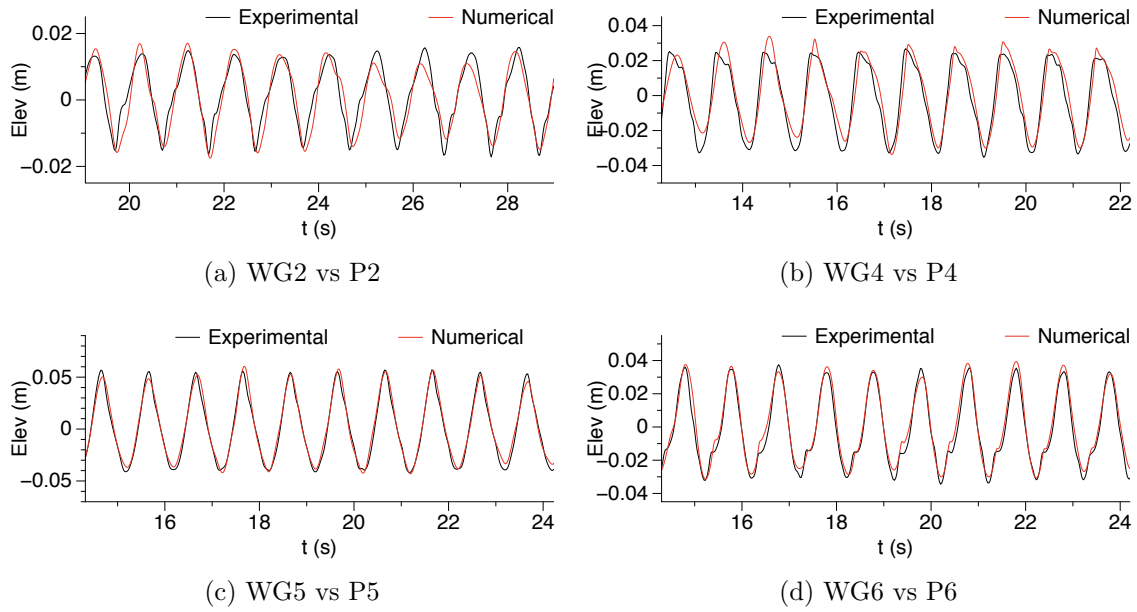 Experimental Numerical
0.02
0
−0.02
Elev (m)
20 22 24 26 28
t (s)
(a) WG2 vs P2
Experimental Numerical
0.04
0.02
0
−0.02
−0.04
Elev (m)
14 16 18 20 22
t (s)
(b) WG4 vs P4
Experimental Numerical
0.05
0
−0.05
Elev (m)
16 18 20 22 24
t (s)
(c) WG5 vs P5
Experimental Numerical
0.04
0.02
0
−0.02
−0.04
Elev (m)
16 18 20 22 24
t (s)
(d) WG6 vs P6